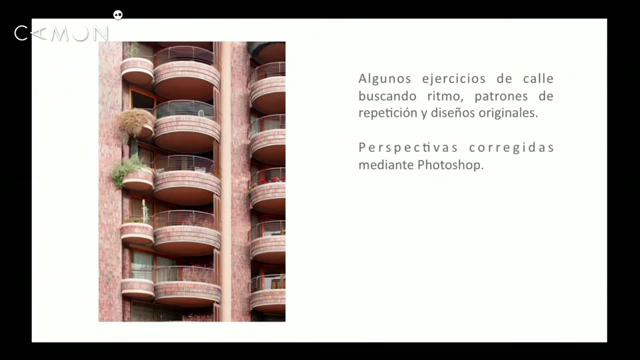 CAMON
Algunos ejercicios de calle
buscando ritmo, patrones de
repetición y diseños originales.
Perspectivas corregidas
mediante Photoshop.